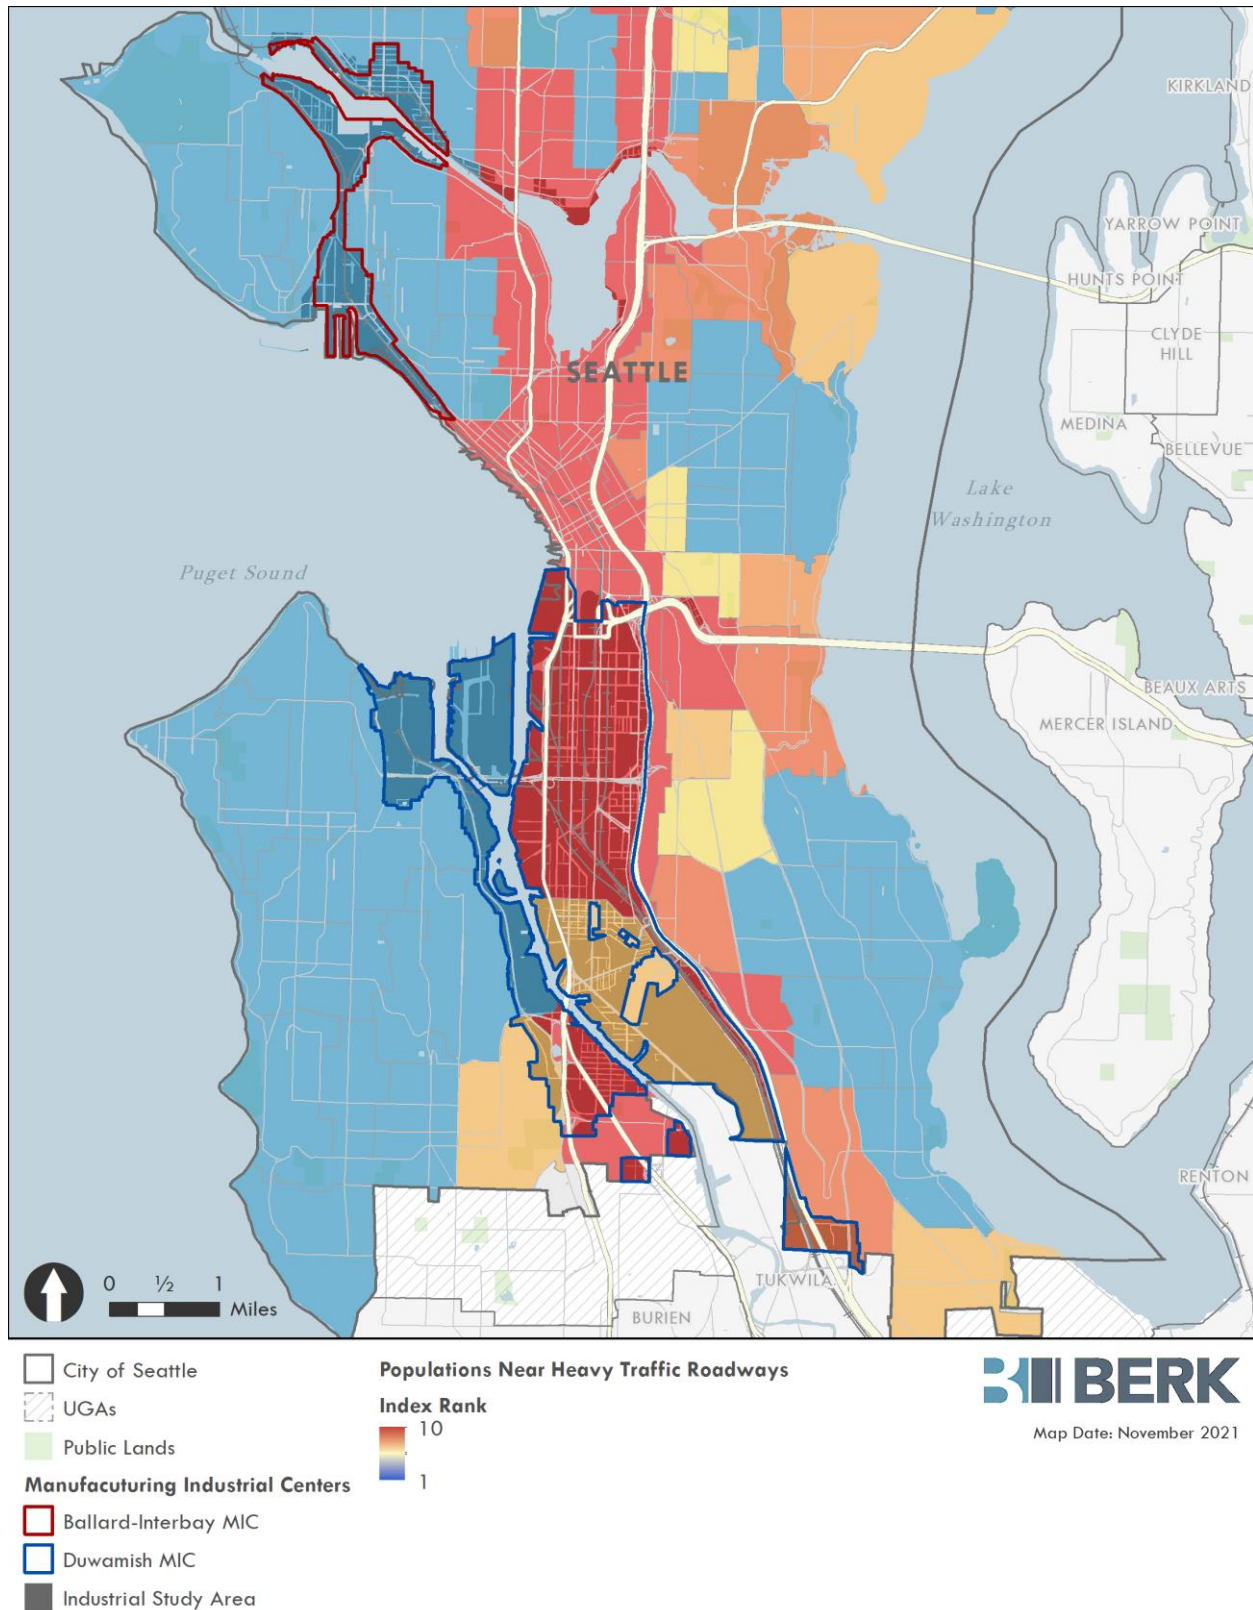 KIRKLAND
YARROW POINT
HUNTS POINT
CLYDE
HILL
SEATTLE
MEDINA
BELLEVUE
Lake
Washington
Puget Sound
BEAUX ARTS
MERCER ISLAND
RENTON
TUKWILA
BURIEN
0 ½ 1
Miles
City of Seattle
UGAs
Public Lands
Manufacuturing Industrial Centers
Ballard-Interbay MIC
Duwamish MIC
Industrial Study Area
Populations Near Heavy Traffic Roadways
Index Rank
10
1
BERK
Map Date: November 2021